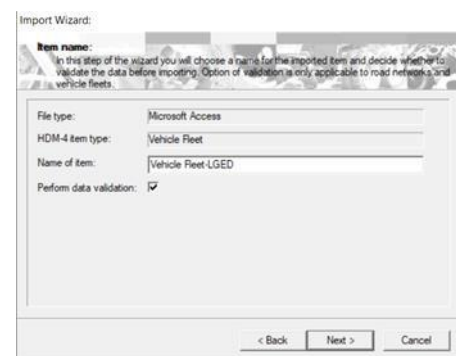 Import Wizard:
Item name:
In this step of the wizard you will choose a name for the imported item and decide whether to
validate the data before importing. Option of validation is only applicable to road networks and
vehicle fleets.
File type: Microsoft Access
HDM-4 item type: Vehicle Fleet
Name of item: Vehicle Fleet-LGED
Perform data validation:
< Back Next > Cancel